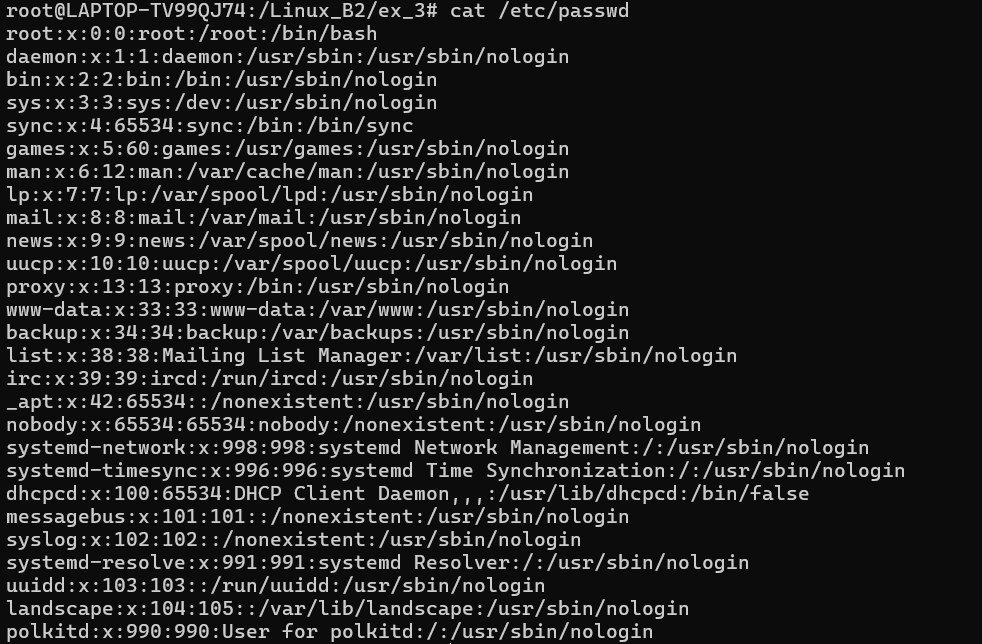 root@LAPTOP-TV99QJ74:/Linux_B2/ex_3# cat /etc/passwd
root:x:0:0:root:/root:/bin/bash
daemon:x:1:1:daemon:/usr/sbin:/usr/sbin/nologin
bin:x:2:2:bin:/bin:/usr/sbin/nologin
sys:x:3:3:sys:/dev:/usr/sbin/nologin
sync:x:4:65534:sync:/bin:/bin/sync
games:x:5:60:games:/usr/games:/usr/sbin/nologin
man:x:6:12:man:/var/cache/man:/usr/sbin/nologin
lp:x:7:7:lp:/var/spool/lpd:/usr/sbin/nologin
mail:x:8:8:mail:/var/mail:/usr/sbin/nologin
news:x:9:9:news:/var/spool/news:/usr/sbin/nologin
uucp:x:10:10:uucp:/var/spool/uucp:/usr/sbin/nologin
proxy:x:13:13:proxy:/bin:/usr/sbin/nologin
www-data:x:33:33:www-data:/var/www:/usr/sbin/nologin
backup:x:34:34:backup:/var/backups:/usr/sbin/nologin
list:x:38:38:Mailing List Manager:/var/list:/usr/sbin/nologin
irc:x:39:39:ircd:/run/ircd:/usr/sbin/nologin
_apt:x:42:65534::/nonexistent:/usr/sbin/nologin
nobody:x:65534:65534:nobody:/nonexistent:/usr/sbin/nologin
systemd-network:x:998:998:systemd Network Management:/:/usr/sbin/nologin
systemd-timesync:x:996:996:systemd Time Synchronization:/:/usr/sbin/nologin
dhcpcd:x:100:65534:DHCP Client Daemon,,,:/usr/lib/dhcpcd:/bin/false
messagebus:x:101:101::/nonexistent:/usr/sbin/nologin
syslog:x:102:102::/nonexistent:/usr/sbin/nologin
systemd-resolve:x:991:991:systemd Resolver:/:/usr/sbin/nologin
uuidd:x:103:103::/run/uuidd:/usr/sbin/nologin
landscape:x:104:105::/var/lib/landscape:/usr/sbin/nologin
polkitd:x:990:990:User for polkitd:/:/usr/sbin/nologin